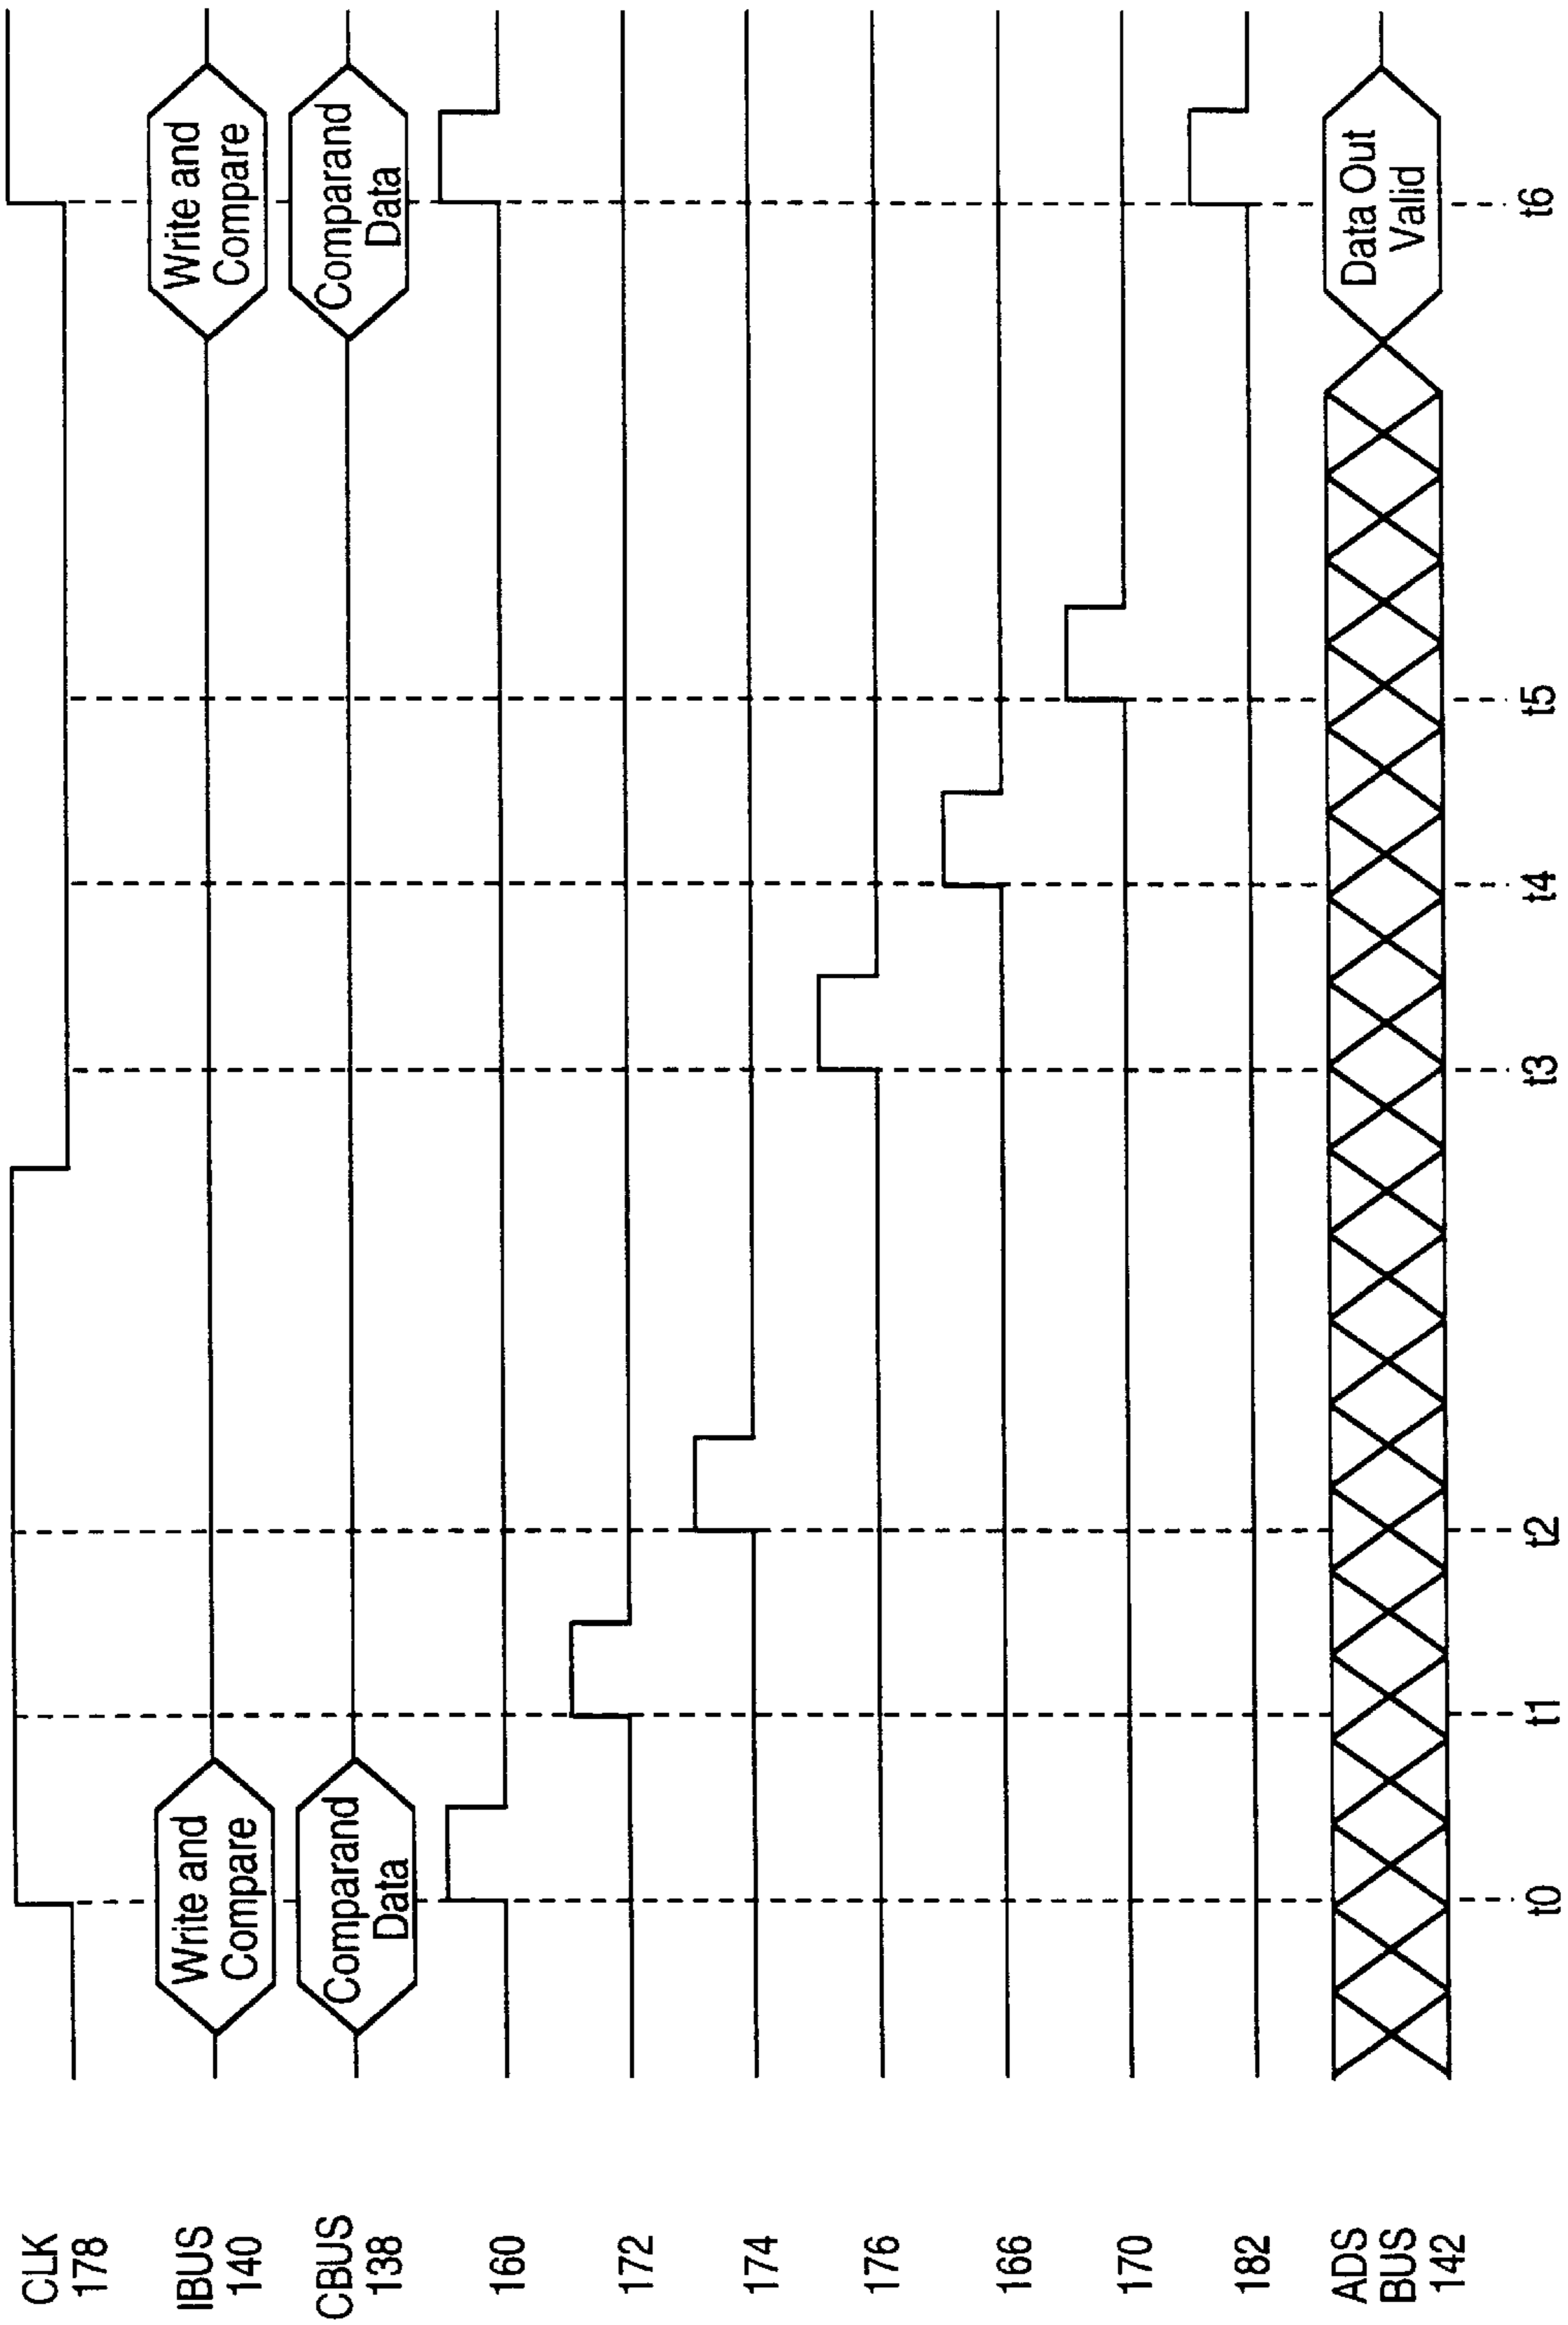 CLK
178
IBUS
140
Write and
Compare
Write and
Compare
CBUS
138
Comparand
Data
Comparand
Data
160
172
174
176
166
170
182
ADS
BUS
142
Data Out
Valid
t0
t1
t2
t3
t4
t5
t6